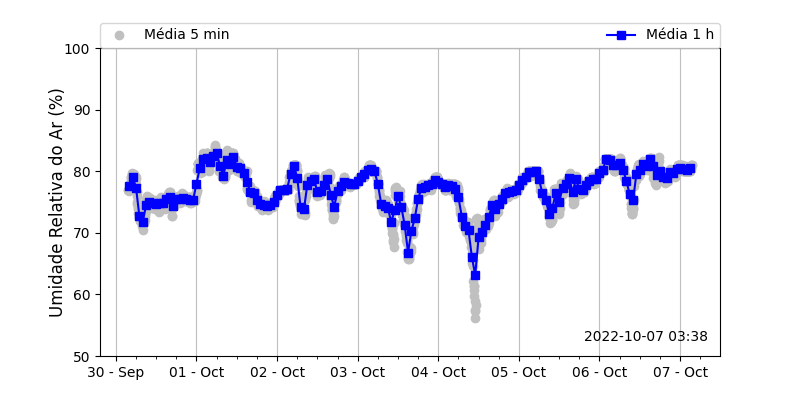 Média 5 min
Média 1 h
Umidade Relativa do Ar (%)
100
90
80
70
60
50
2022-10-07 03:38
30 - Sep
01 - Oct
02 - Oct
03 - Oct
04 - Oct
05 - Oct
06 - Oct
07 - Oct